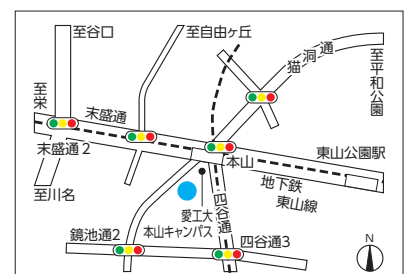 至谷口
至自由ヶ丘
猫洞通
至平和公園
至栄
末盛通
末盛通2
本山
東山公園駅
地下鉄
東山線
至川名
愛工大
本山キャンパス
四谷通
鏡池通2
四谷通3
N